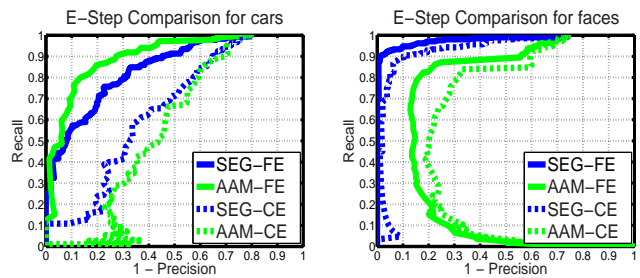 E−Step Comparison for cars
1
0.9
0.8
0.7
0.6
0.5
0.4
0.3
0.2
0.1
0
Recall
SEG−FE
AAM−FE
SEG−CE
AAM−CE
0 0.1 0.2 0.3 0.4 0.5 0.6 0.7 0.8 0.9 1
1 − Precision
E−Step Comparison for faces
1
0.9
0.8
0.7
0.6
0.5
0.4
0.3
0.2
0.1
0
Recall
SEG−FE
AAM−FE
SEG−CE
AAM−CE
0 0.1 0.2 0.3 0.4 0.5 0.6 0.7 0.8 0.9 1
1 − Precision